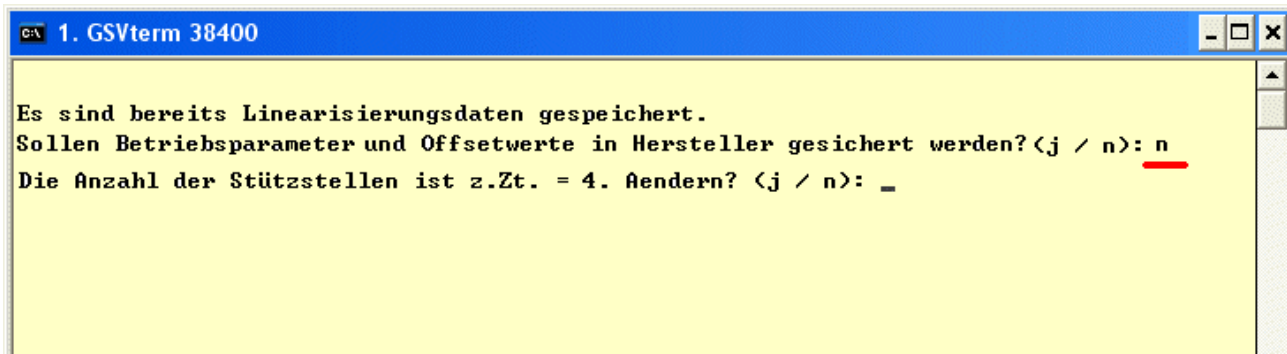 1. GSVterm 38400
Es sind bereits Linearisierungsdaten gespeichert.
Sollen Betriebsparameter und Offsetwerte in Hersteller gesichert werden?(j / n): n
Die Anzahl der Stützstellen ist z.Zt. = 4. Aendern? (j / n): _